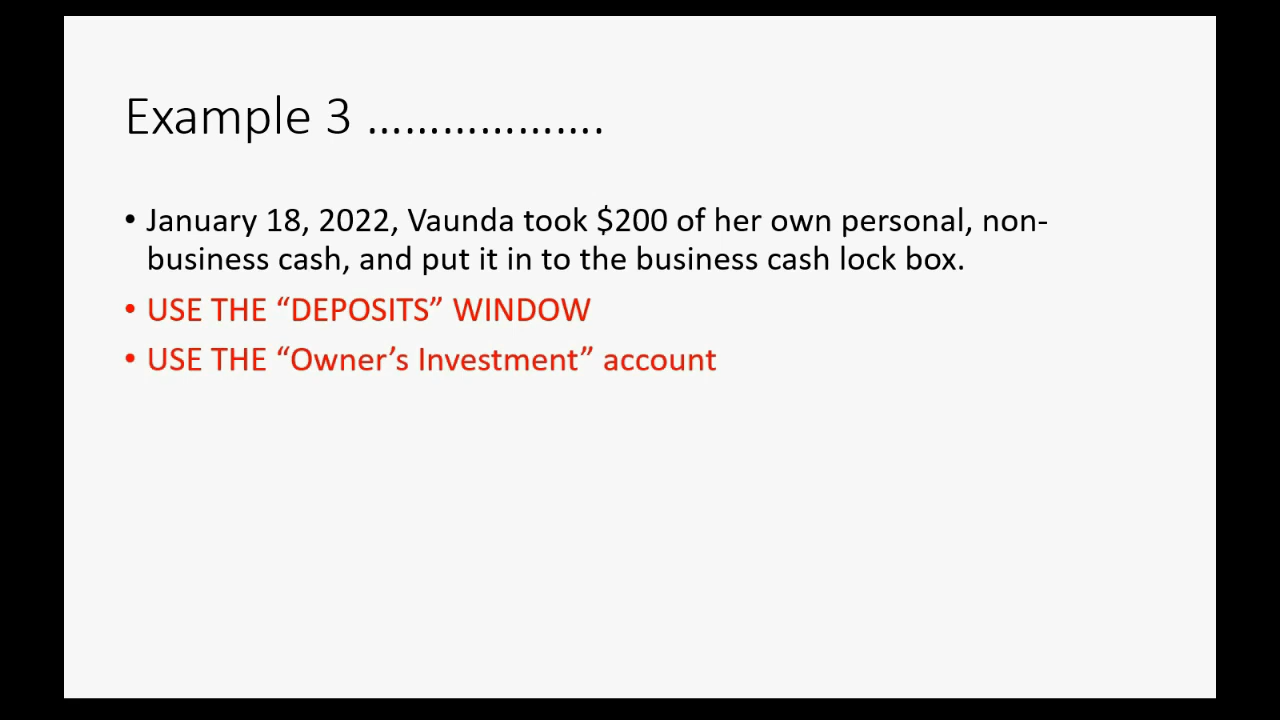 Example 3 ...................
• January 18, 2022, Vaunda took $200 of her own personal, non-
business cash, and put it in to the business cash lock box.
• USE THE “DEPOSITS” WINDOW
• USE THE “Owner’s Investment” account